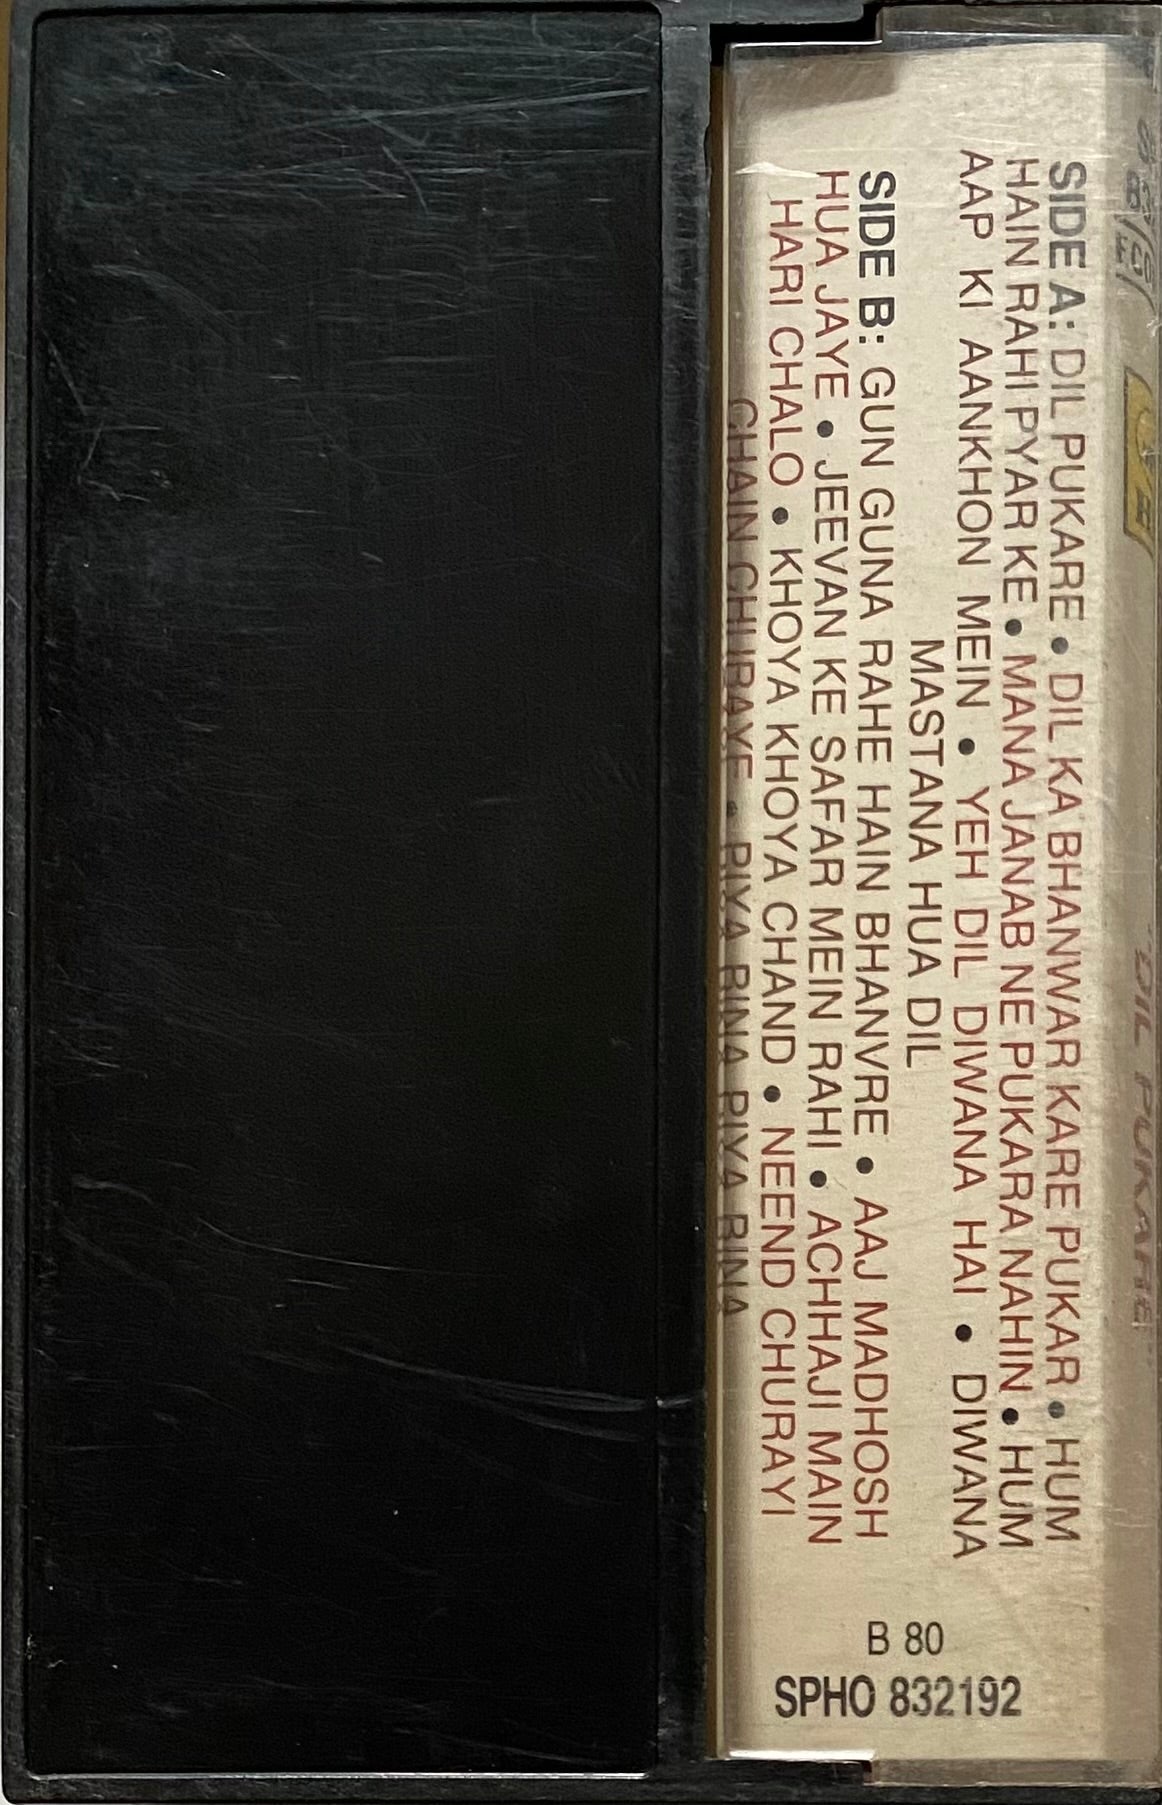 "DIL PUKARE"
SIDE A: DIL PUKARE • DIL KA BHANWAR KARE PUKAR • HUM
HAIN RAHI PYAR KE • MANA JANAB NE PUKARA NAHIN • HUM
AAP KI AANKHON MEIN • YEH DIL DIWANA HAI • DIWANA
MASTANA HUA DIL
SIDE B: GUN GUNA RAHE HAIN BHANVRE • AAJ MADHOSH
HUA JAYE • JEEVAN KE SAFAR MEIN RAHI • ACHHAJI MAIN
HARI CHALO • KHOYA KHOYA CHAND • NEEND CHURAYI
CHAIN CHURAYE • PIYA BINA PIYA BINA
B 80
SPHO 832192